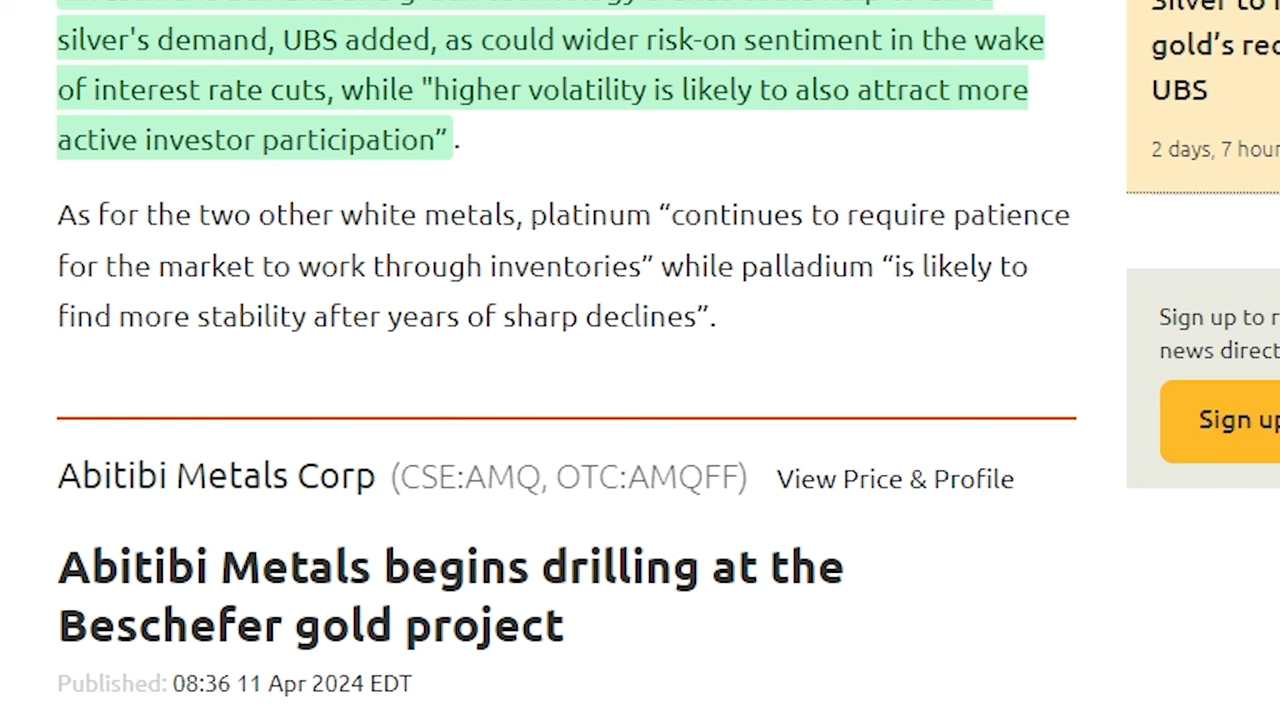 silver's demand, UBS added, as could wider risk-on sentiment in the wake
of interest rate cuts, while "higher volatility is likely to also attract more
active investor participation”.
As for the two other white metals, platinum “continues to require patience
for the market to work through inventories” while palladium “is likely to
find more stability after years of sharp declines”.
Abitibi Metals Corp (CSE:AMQ, OTC:AMQFF) View Price & Profile
Abitibi Metals begins drilling at the
Beschefer gold project
Published: 08:36 11 Apr 2024 EDT
Silver to
gold’s
UBS
2 days, 7
Sign up to
news
Sign up